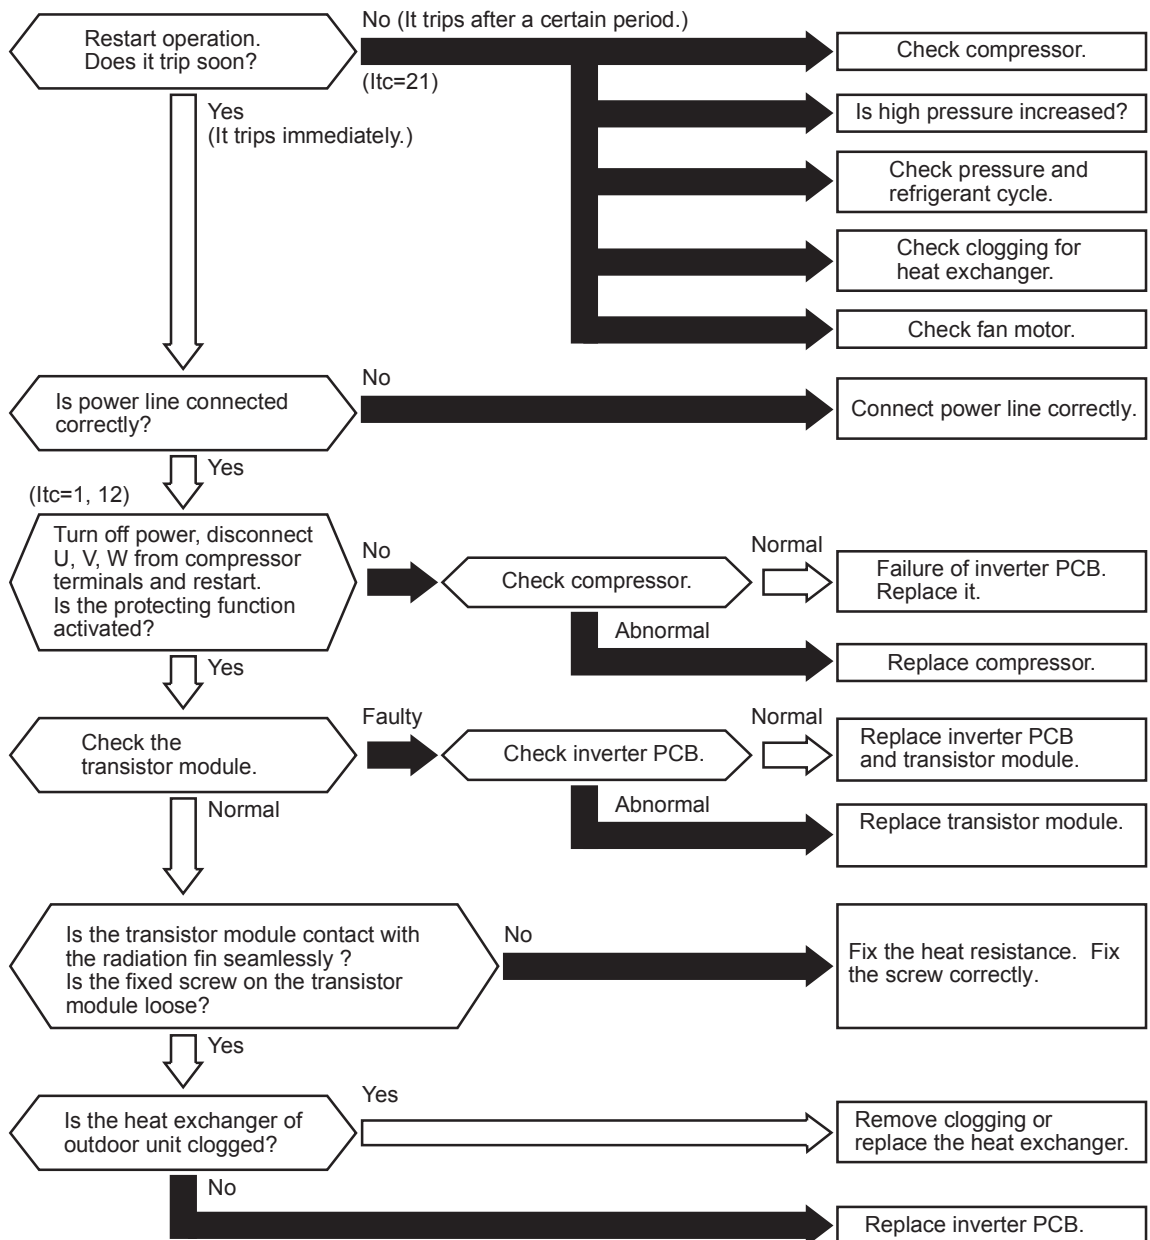 Restart operation.
Does it trip soon?
No (It trips after a certain period.)
(Itc=21)
Check compressor.
Is high pressure increased?
Check pressure and
refrigerant cycle.
Check clogging for
heat exchanger.
Check fan motor.
Yes
(It trips immediately.)
Is power line connected
correctly?
No
Connect power line correctly.
Yes
(Itc=1, 12)
Turn off power, disconnect
U, V, W from compressor
terminals and restart.
Is the protecting function
activated?
No
Check compressor.
Normal
Failure of inverter PCB.
Replace it.
Abnormal
Replace compressor.
Yes
Check the
transistor module.
Faulty
Check inverter PCB.
Normal
Replace inverter PCB
and transistor module.
Abnormal
Replace transistor module.
Normal
Is the transistor module contact with
the radiation fin seamlessly ?
Is the fixed screw on the transistor
module loose?
No
Fix the heat resistance. Fix
the screw correctly.
Yes
Is the heat exchanger of
outdoor unit clogged?
Yes
Remove clogging or
replace the heat exchanger.
No
Replace inverter PCB.